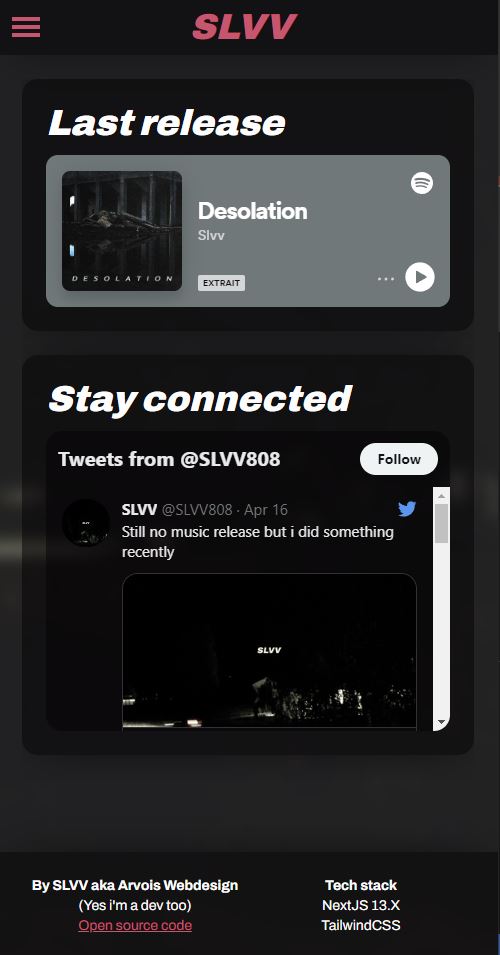 SLVV
Last release
DESOLATION
Desolation
Slvv
EXTRAIT
Stay connected
Tweets from @SLVV808
Follow
SLVV @SLVV808 · Apr 16
Still no music release but i did something
recently
SLVV
By SLVV aka Arvois Webdesign
(Yes i'm a dev too)
Open source code
Tech stack
NextJS 13.X
TailwindCSS